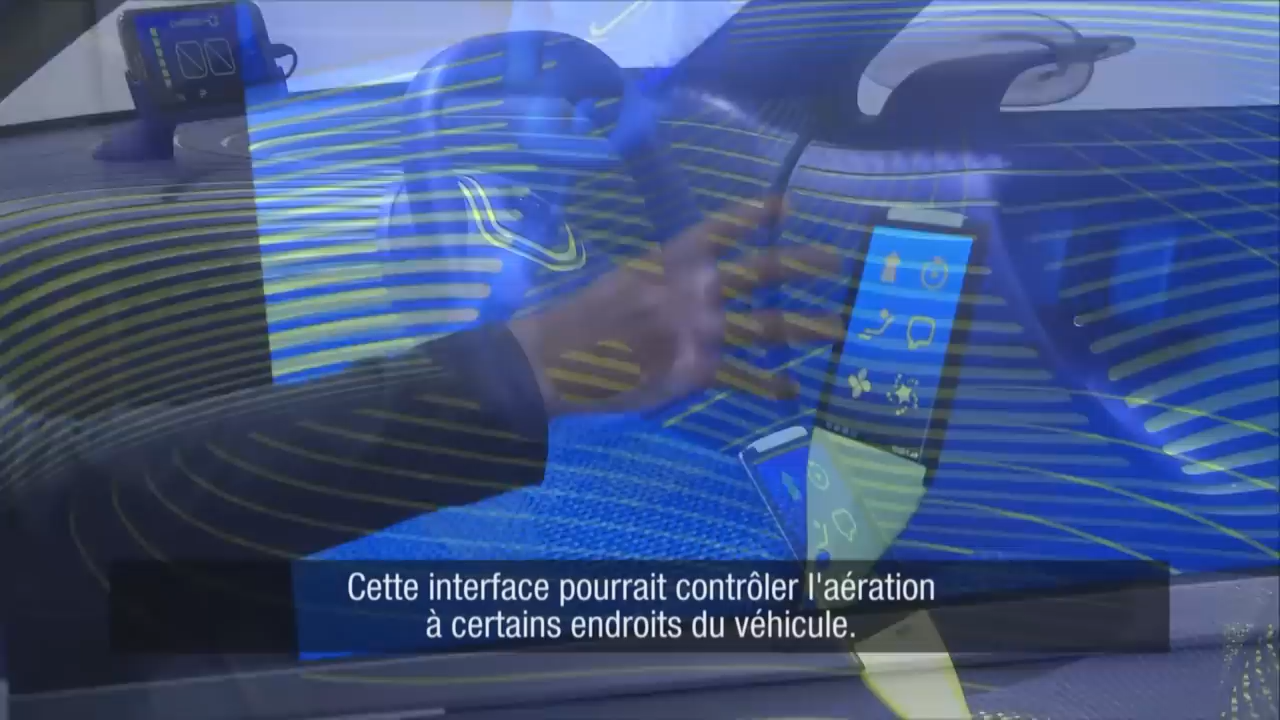 Cette interface pourrait contrôler l'aération
à certains endroits du véhicule.